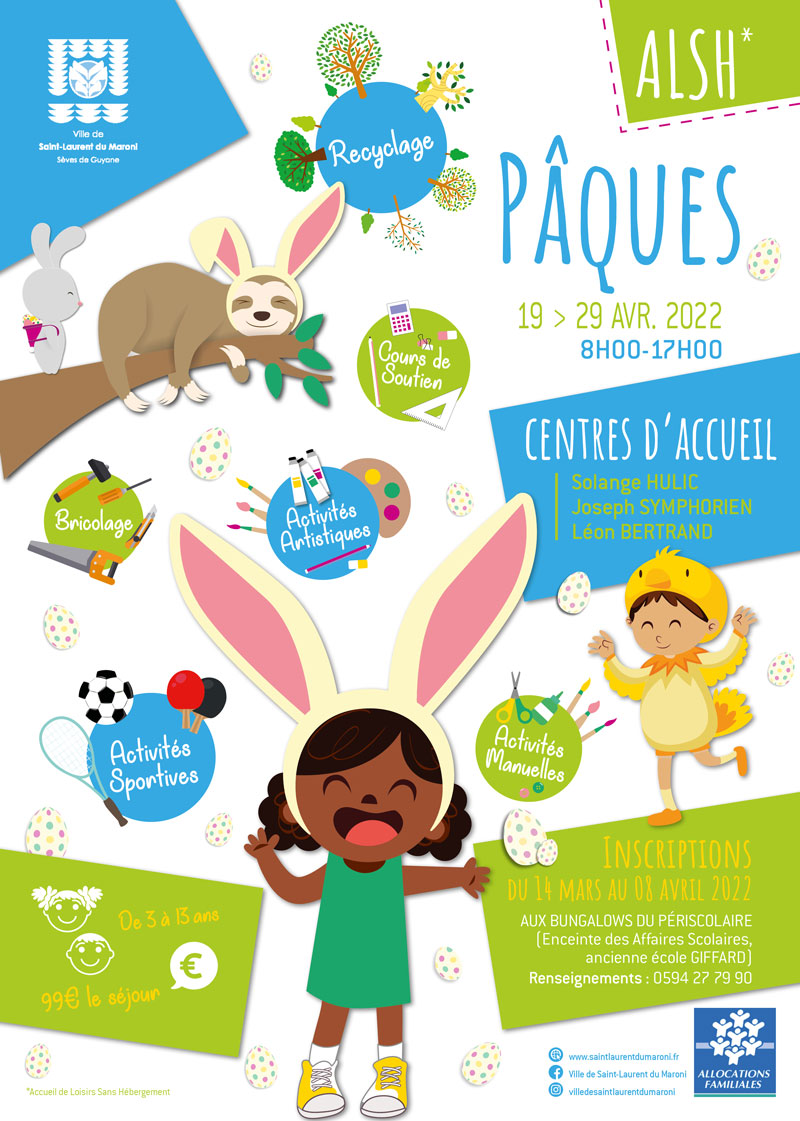 Ville de
Saint-Laurent du Maroni
Sèves de Guyane
ALSH*
Recyclage
PÂQUES
19 > 29 AVR. 2022
8H00-17H00
Cours de
Soutien
CENTRES D'ACCUEIL
Solange HULIC
Joseph SYMPHORIEN
Léon BERTRAND
Bricolage
Activités
Artistiques
Activités
Sportives
Activités
Manuelles
De 3 à 13 ans
€
99€ le séjour
INSCRIPTIONS
DU 14 MARS AU 08 AVRIL 2022
AUX BUNGALOWS DU PÉRISCOLAIRE
(Enceinte des Affaires Scolaires,
ancienne école GIFFARD)
Renseignements : 0594 27 79 90
www.saintlaurentdumaroni.fr
Ville de Saint-Laurent du Maroni
villedesaintlaurentdumaroni
ALLOCATIONS
FAMILIALES
*Accueil de Loisirs Sans Hébergement